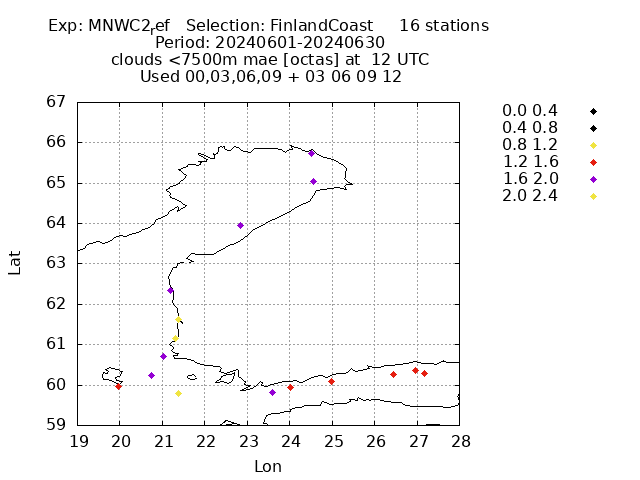 Exp: MNWC2ref Selection: FinlandCoast 16 stations
Period: 20240601-20240630
clouds <7500m mae [octas] at 12 UTC
Used 00,03,06,09 + 03 06 09 12
0.0 0.4
0.4 0.8
0.8 1.2
1.2 1.6
1.6 2.0
2.0 2.4
67
66
65
64
63
62
61
60
59
Lat
19 20 21 22 23 24 25 26 27 28
Lon